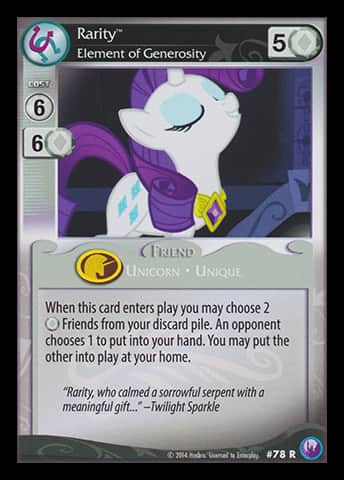 Rarity™
Element of Generosity
5
COST
6
6
FRIEND
UNICORN • UNIQUE
When this card enters play you may choose 2
Friends from your discard pile. An opponent
chooses 1 to put into your hand. You may put the
other into play at your home.
“Rarity, who calmed a sorrowful serpent with a
meaningful gift...” –Twilight Sparkle
© 2014 Hasbro. Licensed to Enterplay.
#78 R